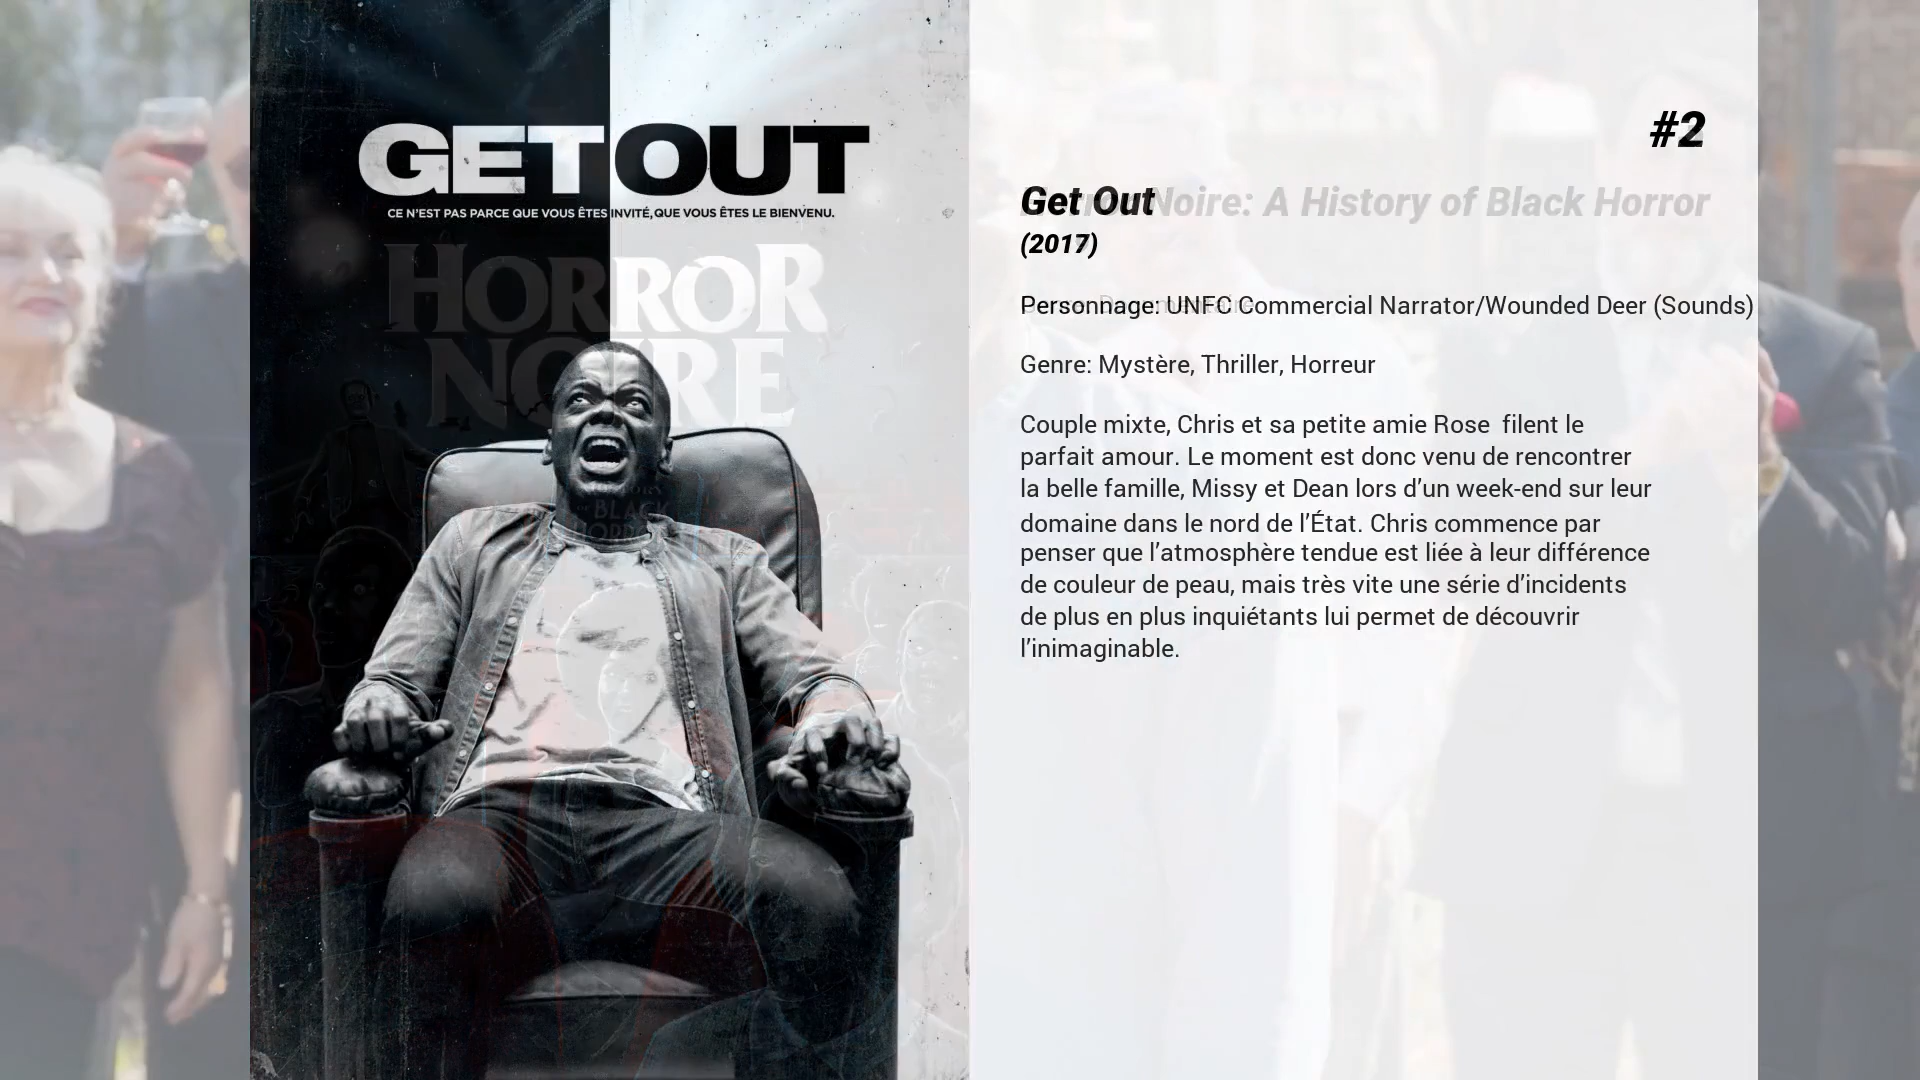 GET OUT
CE N'EST PAS PARCE QUE VOUS ÊTES INVITÉ, QUE VOUS ÊTES LE BIENVENU.
HORROR
NOIRE
#2
Get Out
Noire: A History of Black Horror
(2017)
Personnage: UNFC Commercial Narrator/Wounded Deer (Sounds)
Genre: Mystère, Thriller, Horreur
Couple mixte, Chris et sa petite amie Rose  filent le
parfait amour. Le moment est donc venu de rencontrer
la belle famille, Missy et Dean lors d’un week-end sur leur
domaine dans le nord de l’État. Chris commence par
penser que l’atmosphère tendue est liée à leur différence
de couleur de peau, mais très vite une série d’incidents
de plus en plus inquiétants lui permet de découvrir
l’inimaginable.